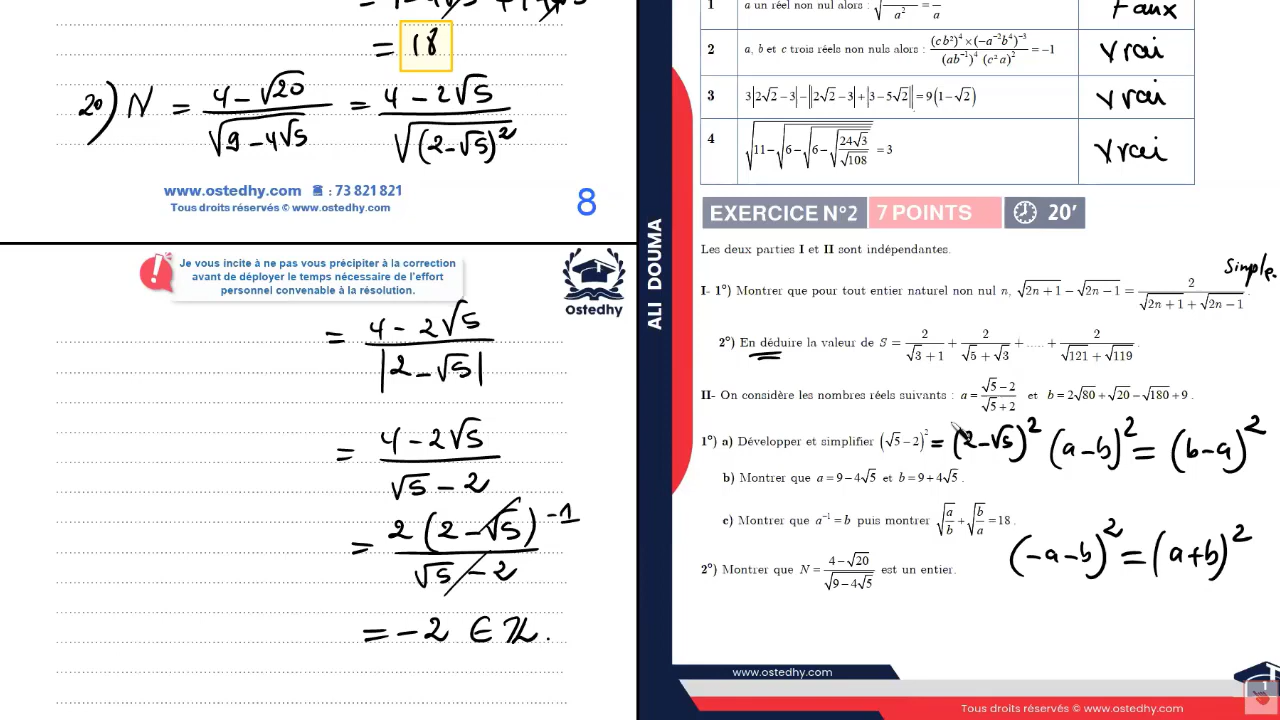 = 18
2°) N = (4 - √20)/√(9 - 4√5) = (4 - 2√5)/√((2 - √5)²)
www.ostedhy.com ☎ : 73 821 821
Tous droits réservés © www.ostedhy.com
8
Je vous incite à ne pas vous précipiter à la correction
avant de déployer le temps nécessaire de l'effort
personnel convenable à la résolution.
Ostedhy
= (4 - 2√5)/|2 - √5|
= (4 - 2√5)/(√5 - 2)
= 2(2 - √5)/(√5 - 2) -1
= -2 ∈ ℤ.
ALI DOUMA
1 a un réel non nul alors : Faux
2 a, b et c trois réels non nuls alors : ((cb²)⁴ × (-a⁻²b⁴)⁻³)/((ab⁻¹)⁴ (c²a)²) = -1 Vrai
3 3|2√2 - 3| - ||2√2 - 3| + |3 - 5√2|| = 9(1 - √2) Vrai
4 √(11 - √(6 - √(6 - √(24√3/√108)))) = 3 Vrai
EXERCICE N°2 7 POINTS 20'
Les deux parties I et II sont indépendantes.
Simple.
I- 1°) Montrer que pour tout entier naturel non nul n, √(2n+1) - √(2n-1) = 2/(√(2n+1) + √(2n-1)).
2°) En déduire la valeur de S = 2/(√3+1) + 2/(√5+√3) + ..... + 2/(√121+√119).
II- On considère les nombres réels suivants : a = (√5-2)/(√5+2) et b = 2√80 + √20 - √180 + 9.
1°) a) Développer et simplifier (√5 - 2)² = (2 - √5)² (a - b)² = (b - a)²
b) Montrer que a = 9 - 4√5 et b = 9 + 4√5.
c) Montrer que a⁻¹ = b puis montrer √(a/b) + √(b/a) = 18.
(-a - b)² = (a + b)²
2°) Montrer que N = (4 - √20)/√(9 - 4√5) est un entier.
www.ostedhy.com
1
Tous droits réservés © www.ostedhy.com